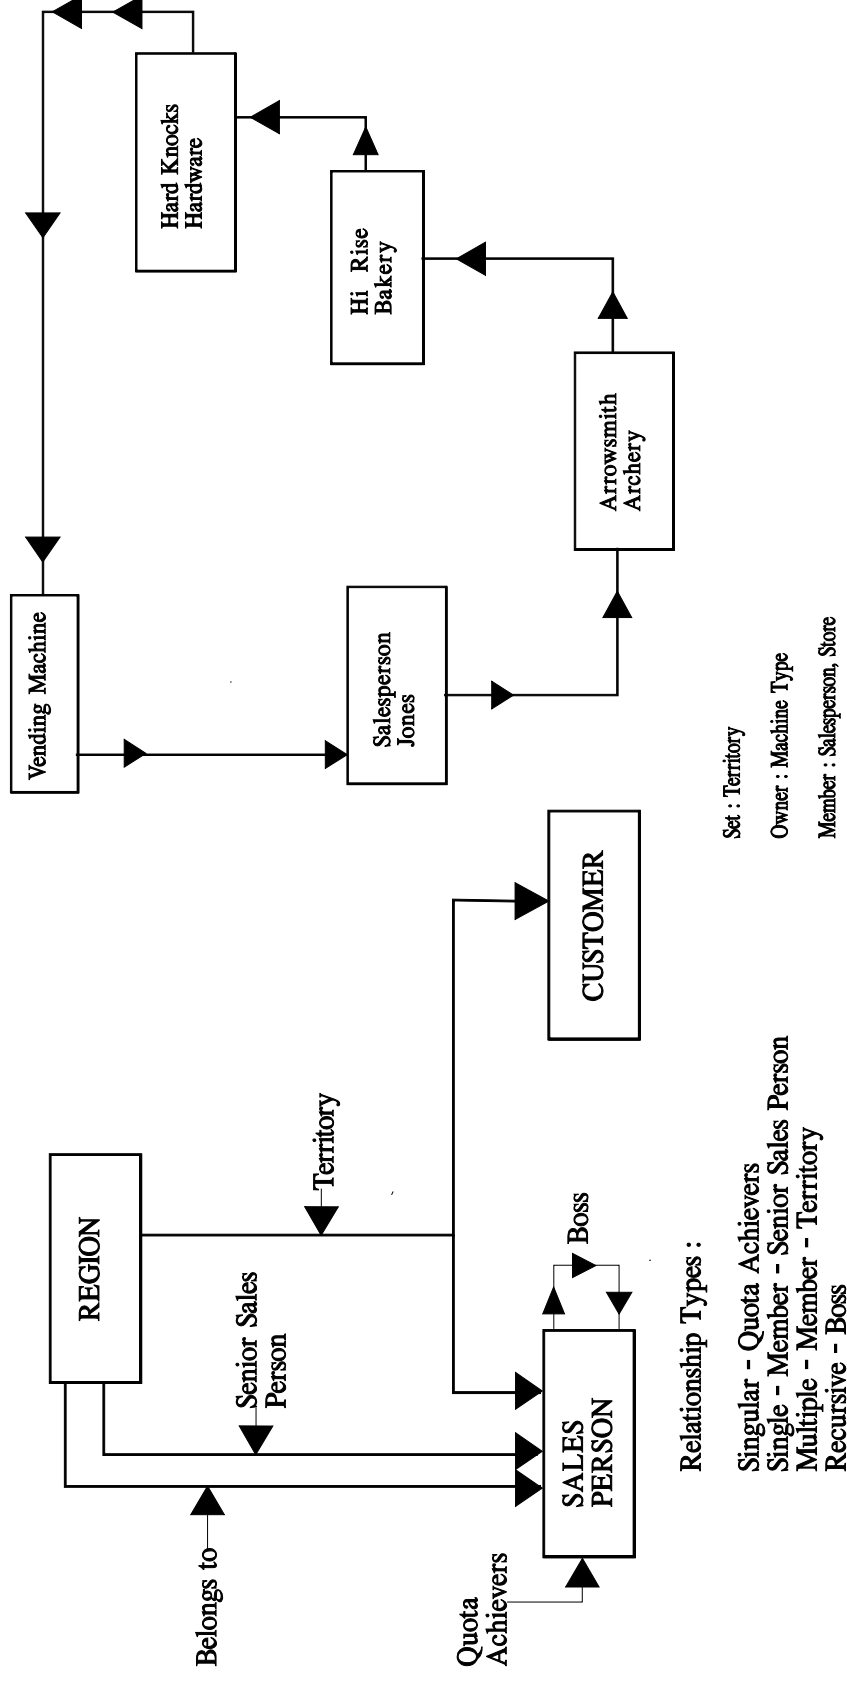 Belongs to
Quota
Achievers
REGION
Senior Sales
Person
Territory
SALES
PERSON
Boss
CUSTOMER
Relationship Types :
Singular - Quota Achievers
Single - Member - Senior Sales Person
Multiple - Member - Territory
Recursive - Boss
Vending Machine
Salesperson
Jones
Arrowsmith
Archery
Hi Rise
Bakery
Hard Knocks
Hardware
Set : Territory
Owner : Machine Type
Member : Salesperson, Store